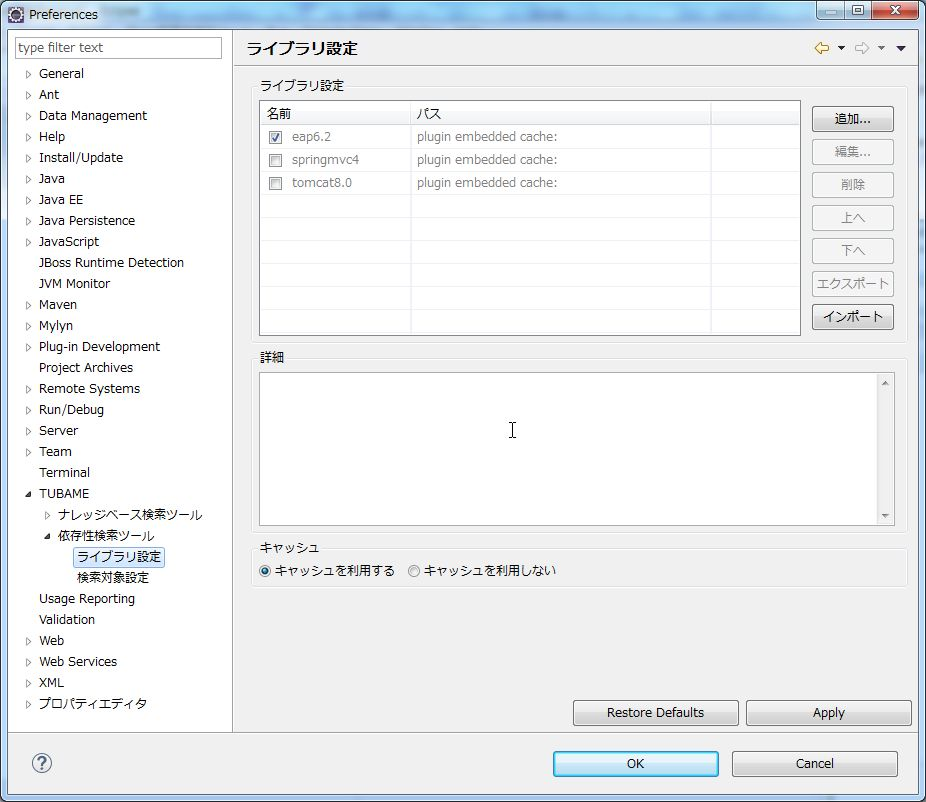 Preferences
type filter text
General
Ant
Data Management
Help
Install/Update
Java
Java EE
Java Persistence
JavaScript
JBoss Runtime Detection
JVM Monitor
Maven
Mylyn
Plug-in Development
Project Archives
Remote Systems
Run/Debug
Server
Team
Terminal
TUBAME
ナレッジベース検索ツール
依存性検索ツール
ライブラリ設定
検索対象設定
Usage Reporting
Validation
Web
Web Services
XML
プロパティエディタ
ライブラリ設定
ライブラリ設定
名前 パス
eap6.2 plugin embedded cache:
springmvc4 plugin embedded cache:
tomcat8.0 plugin embedded cache:
追加...
編集...
削除
上へ
下へ
エクスポート
インポート
詳細
キャッシュ
キャッシュを利用する キャッシュを利用しない
Restore Defaults Apply
OK Cancel